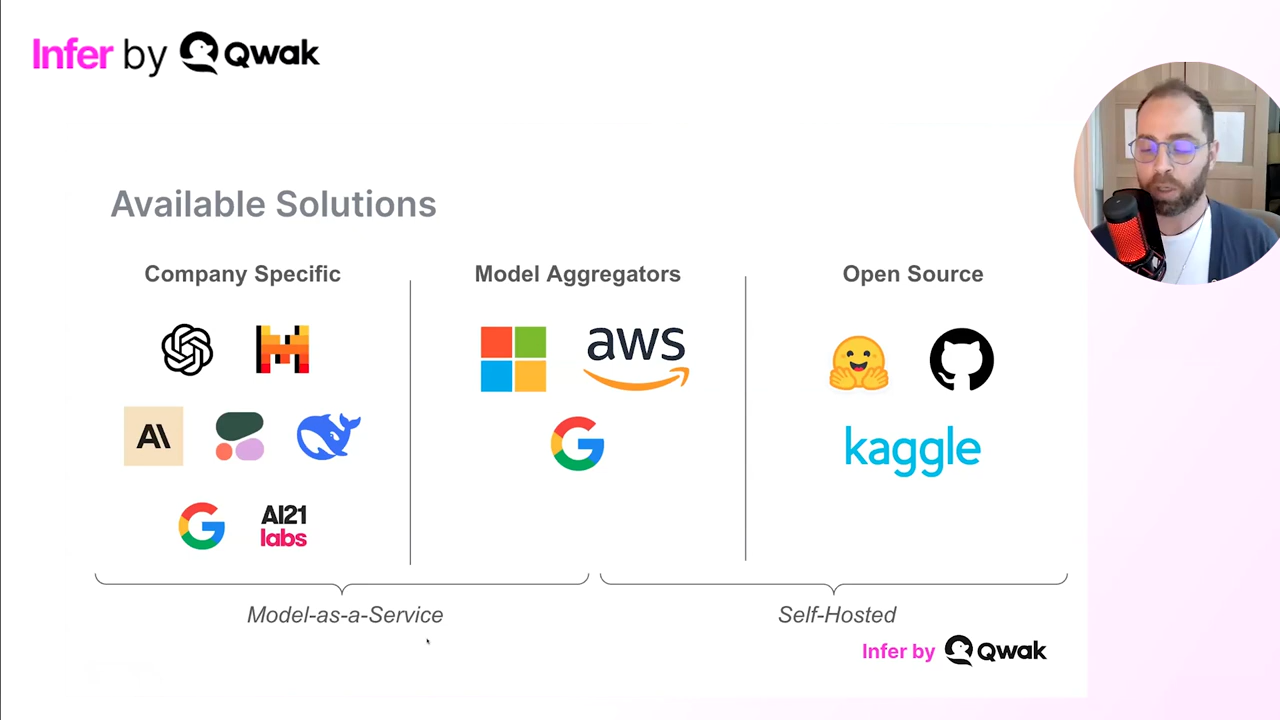 Infer by Qwak
Available Solutions
Company Specific
Model Aggregators
Open Source
aws
A\
kaggle
AI21
labs
Model-as-a-Service
Self-Hosted
Infer by Qwak